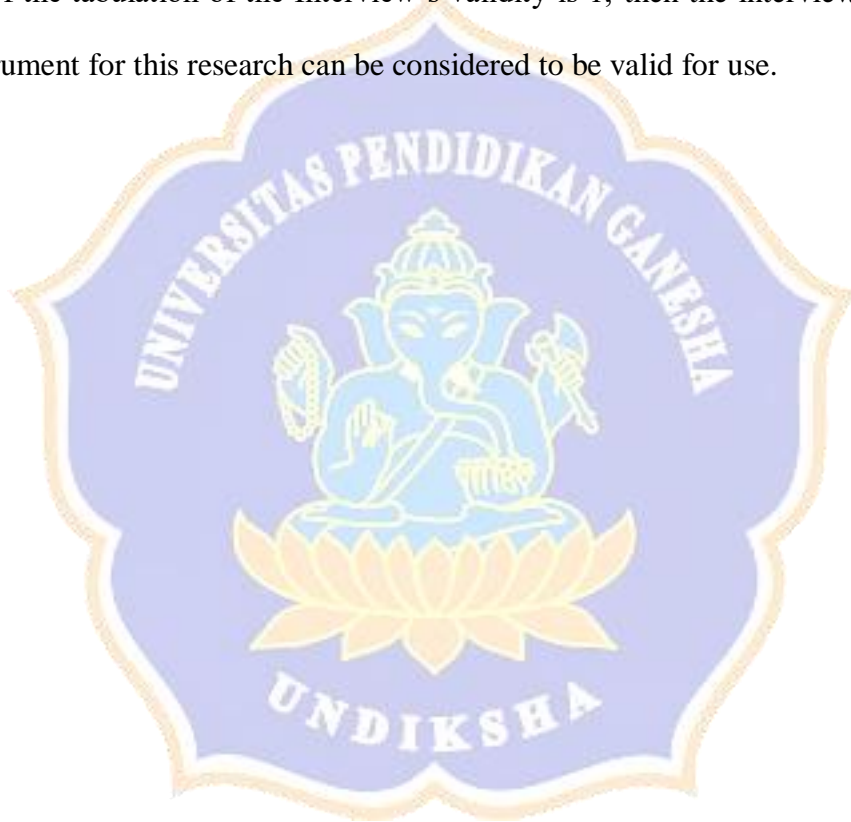 the tabulation of the Interview's validity is 1, then the interview
rument for this research can be considered to be valid for use.
UNIVERSITAS PENDIDIKAN GANESHA
UNDIKSHA